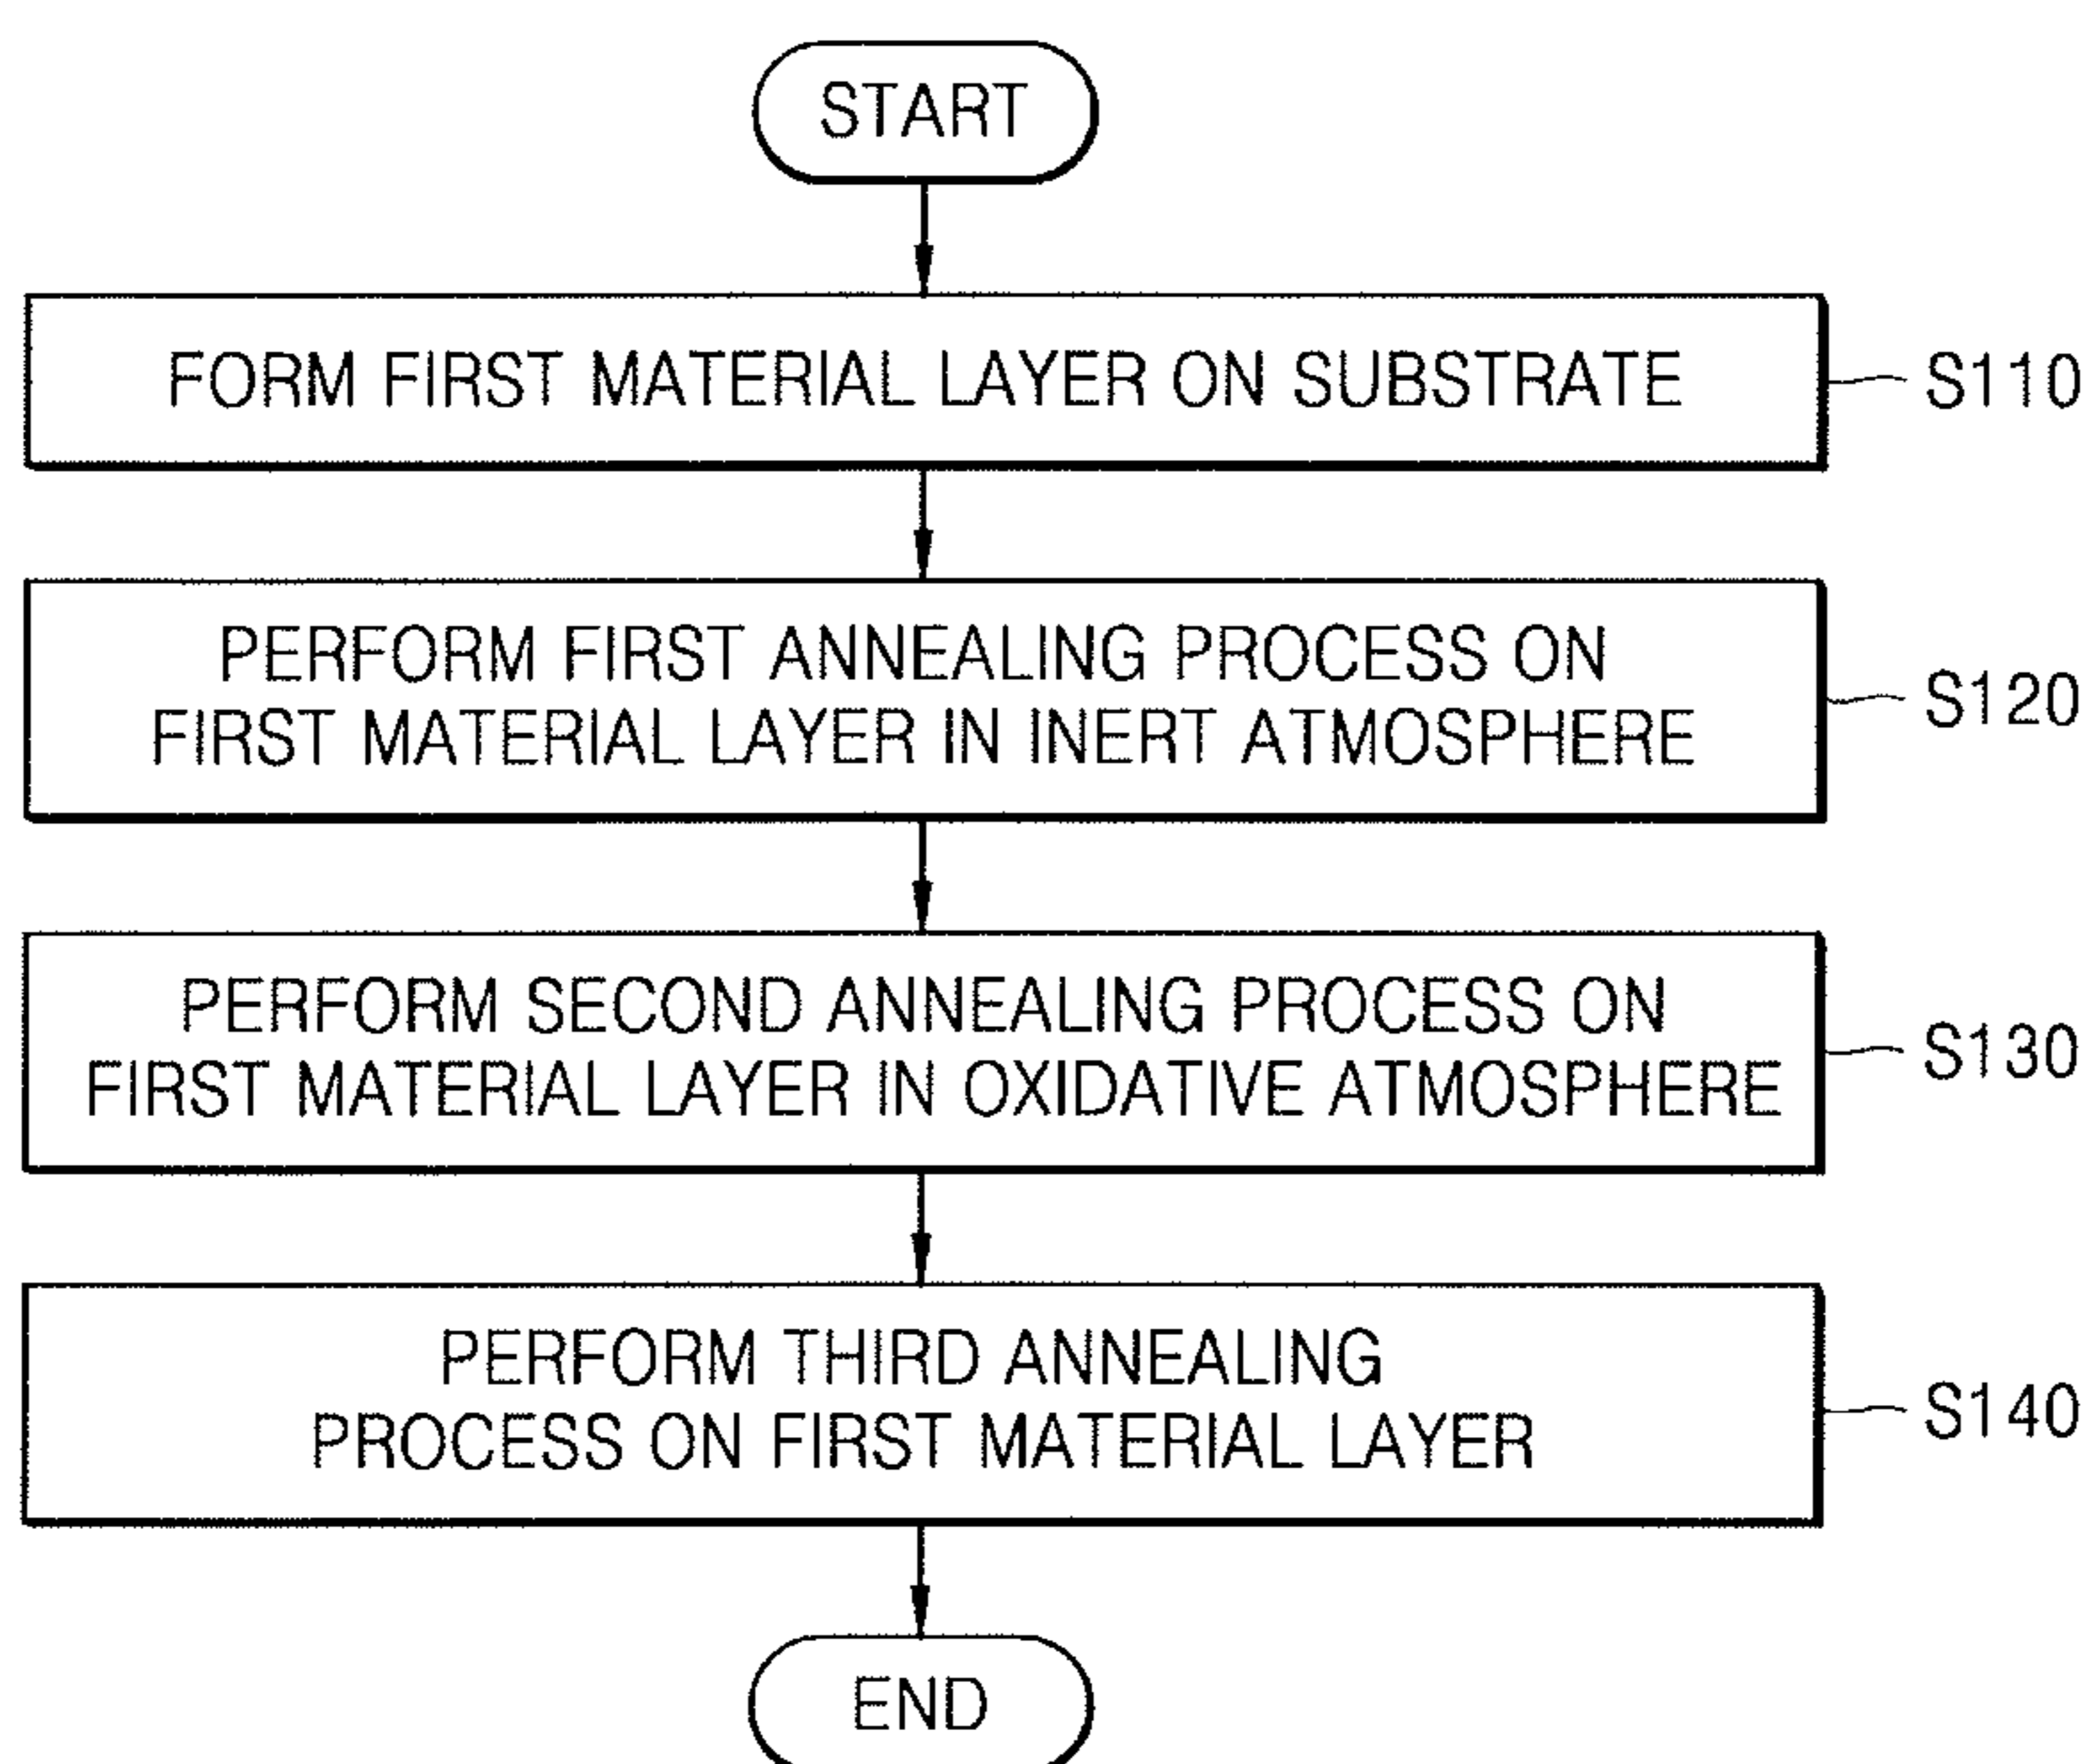 START
FORM FIRST MATERIAL LAYER ON SUBSTRATE
S110
PERFORM FIRST ANNEALING PROCESS ON
FIRST MATERIAL LAYER IN INERT ATMOSPHERE
S120
PERFORM SECOND ANNEALING PROCESS ON
FIRST MATERIAL LAYER IN OXIDATIVE ATMOSPHERE
S130
PERFORM THIRD ANNEALING
PROCESS ON FIRST MATERIAL LAYER
S140
END